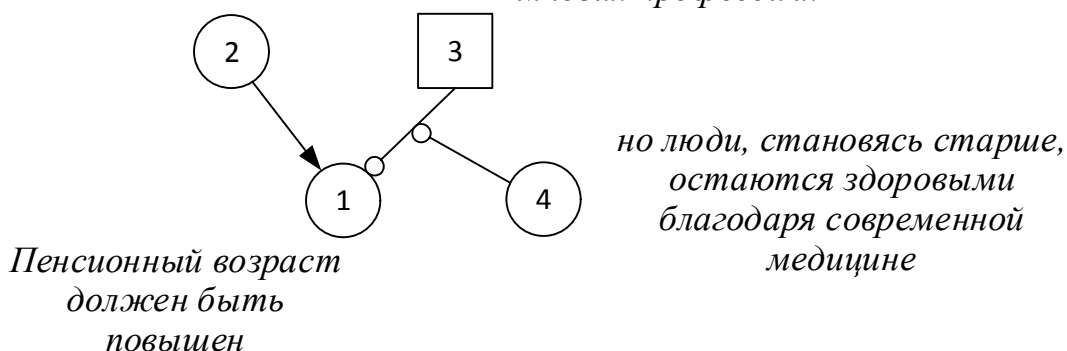 2
3
но люди, становясь старше,
остаются здоровыми
благодаря современной
медицине
1
4
Пенсионный возраст
должен быть
повышен